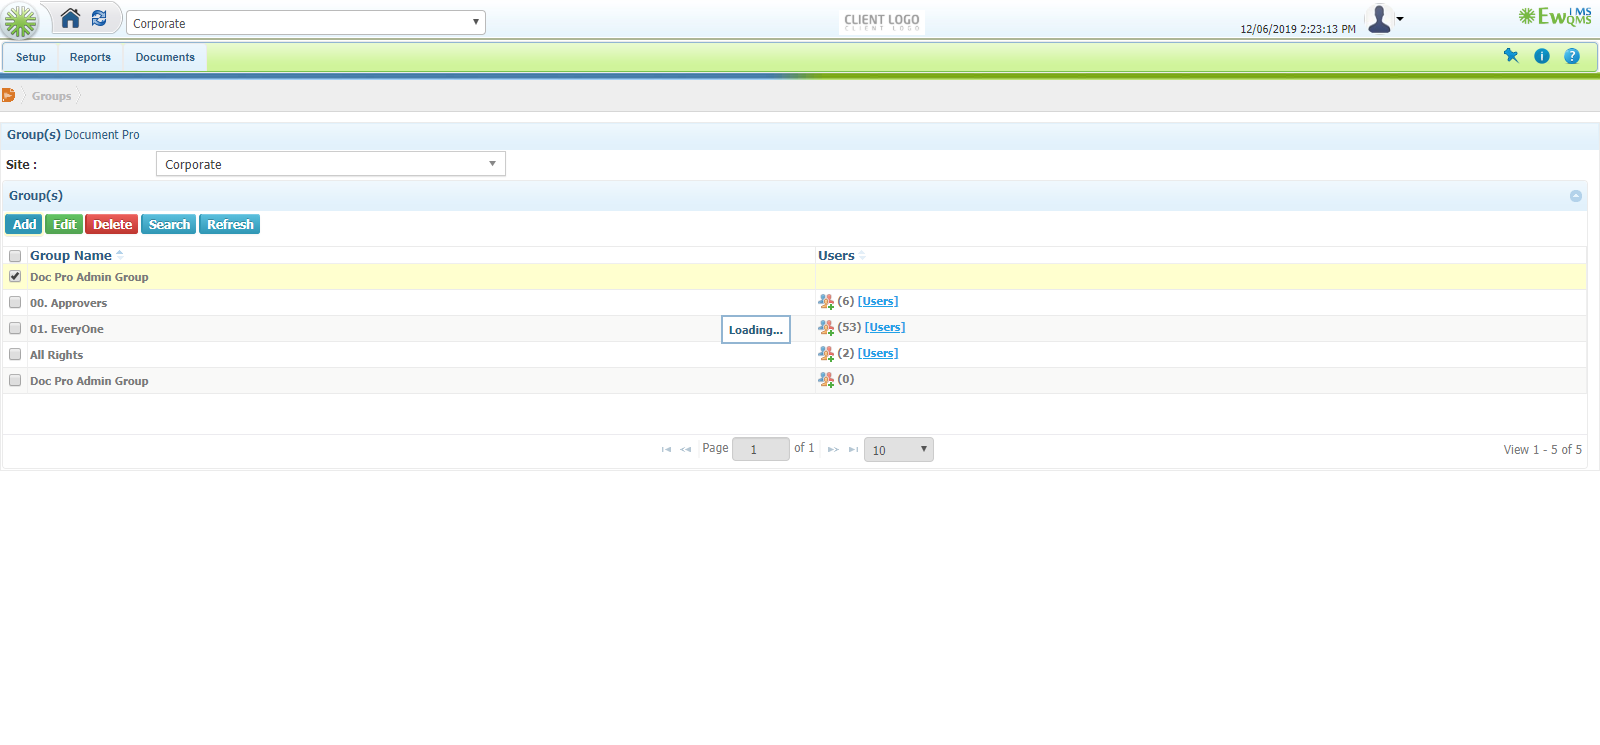 Corporate
CLIENT LOGO
CLIENT LOGO
12/06/2019 2:23:13 PM
EwQMS IMS
Setup Reports Documents
Groups
Group(s) Document Pro
Site : Corporate
Group(s)
Add Edit Delete Search Refresh
Group Name Users
Doc Pro Admin Group
00. Approvers (6) [Users]
01. EveryOne (53) [Users]
Loading...
All Rights (2) [Users]
Doc Pro Admin Group (0)
Page 1 of 1 10 View 1 - 5 of 5